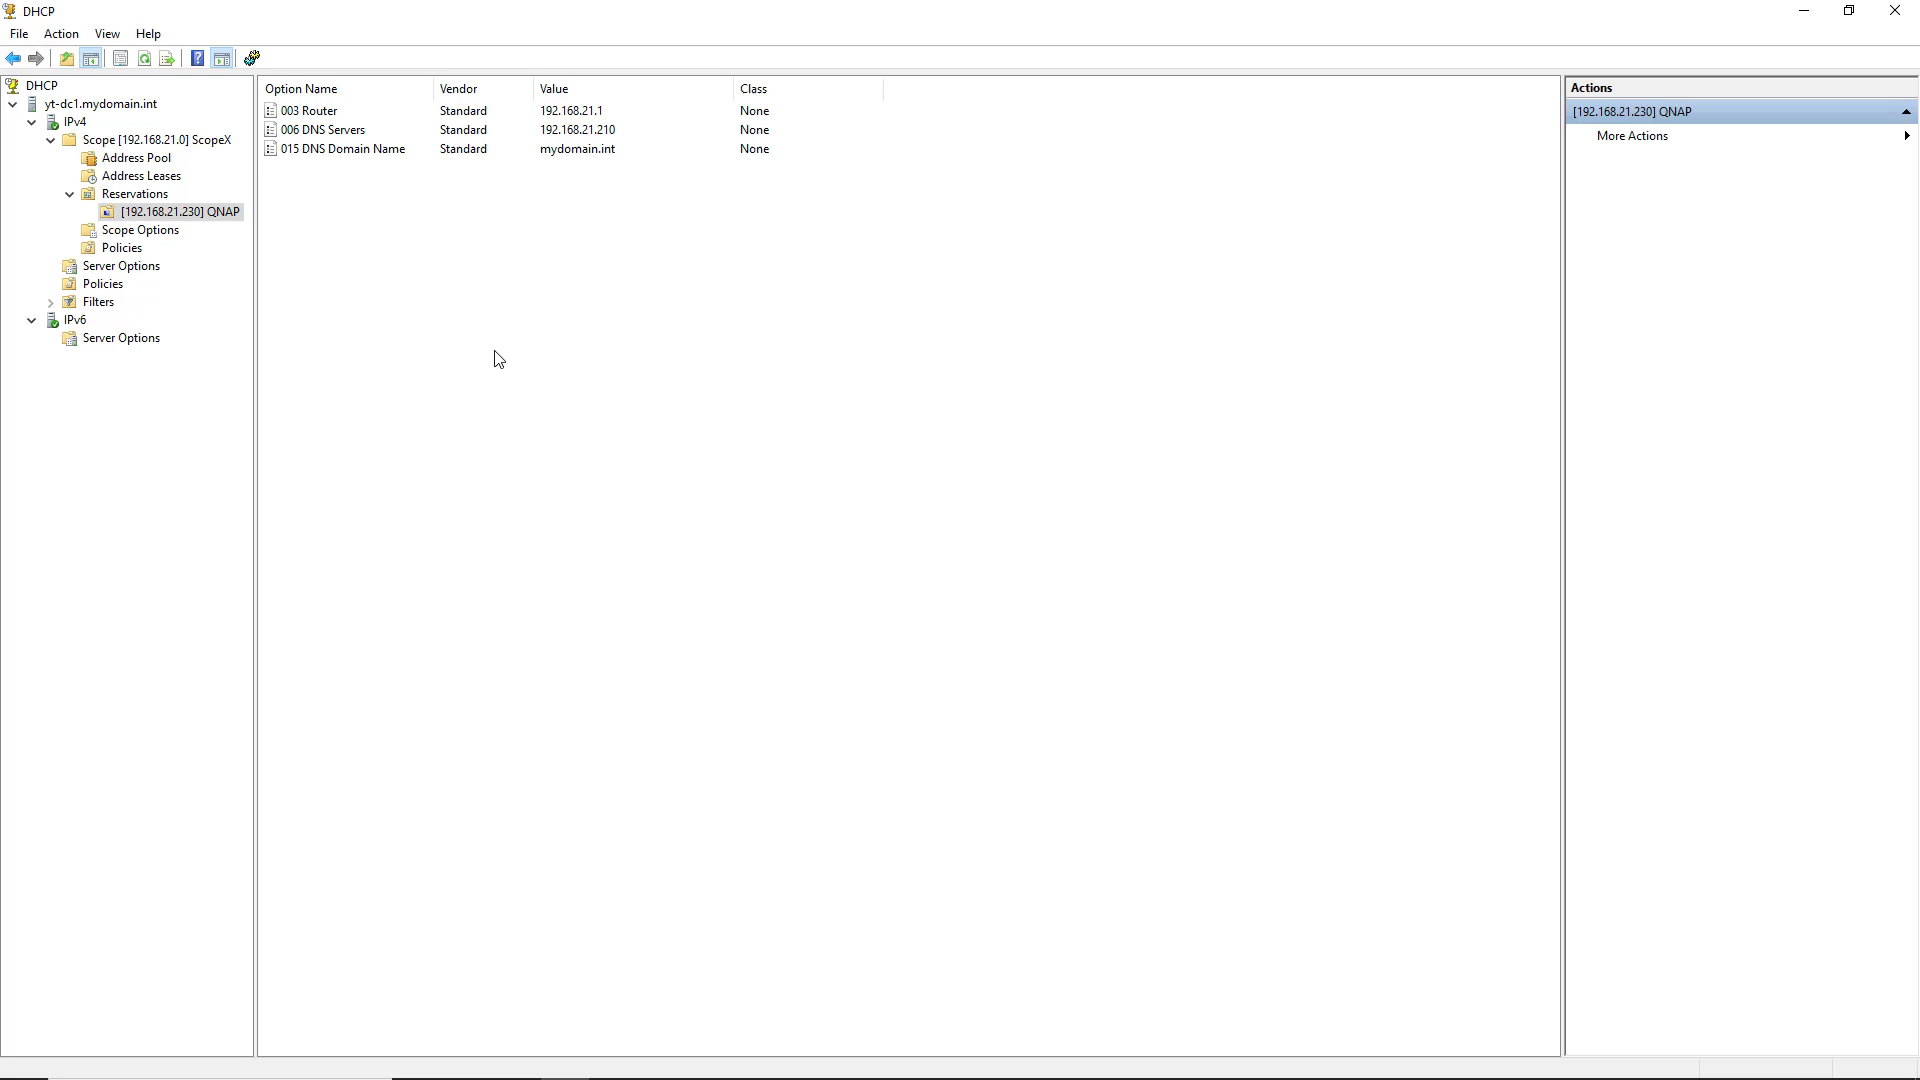 DHCP
File Action View Help
DHCP
yt-dc1.mydomain.int
IPv4
Scope [192.168.21.0] ScopeX
Address Pool
Address Leases
Reservations
[192.168.21.230] QNAP
Scope Options
Policies
Server Options
Policies
Filters
IPv6
Server Options
Option Name Vendor Value Class
003 Router Standard 192.168.21.1 None
006 DNS Servers Standard 192.168.21.210 None
015 DNS Domain Name Standard mydomain.int None
Actions
[192.168.21.230] QNAP
More Actions